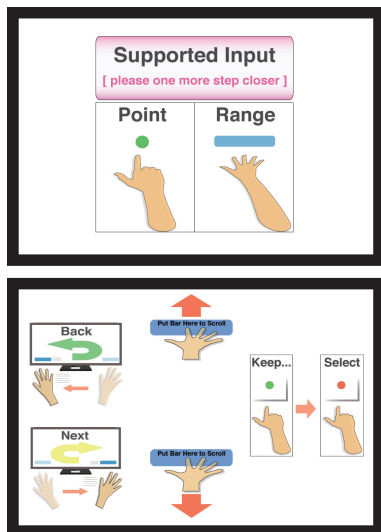 Supported Input
[ please one more step closer ]
Point
Range
Back
Put Bar Here to Scroll
Keep...
Select
Next
Put Bar Here to Scroll